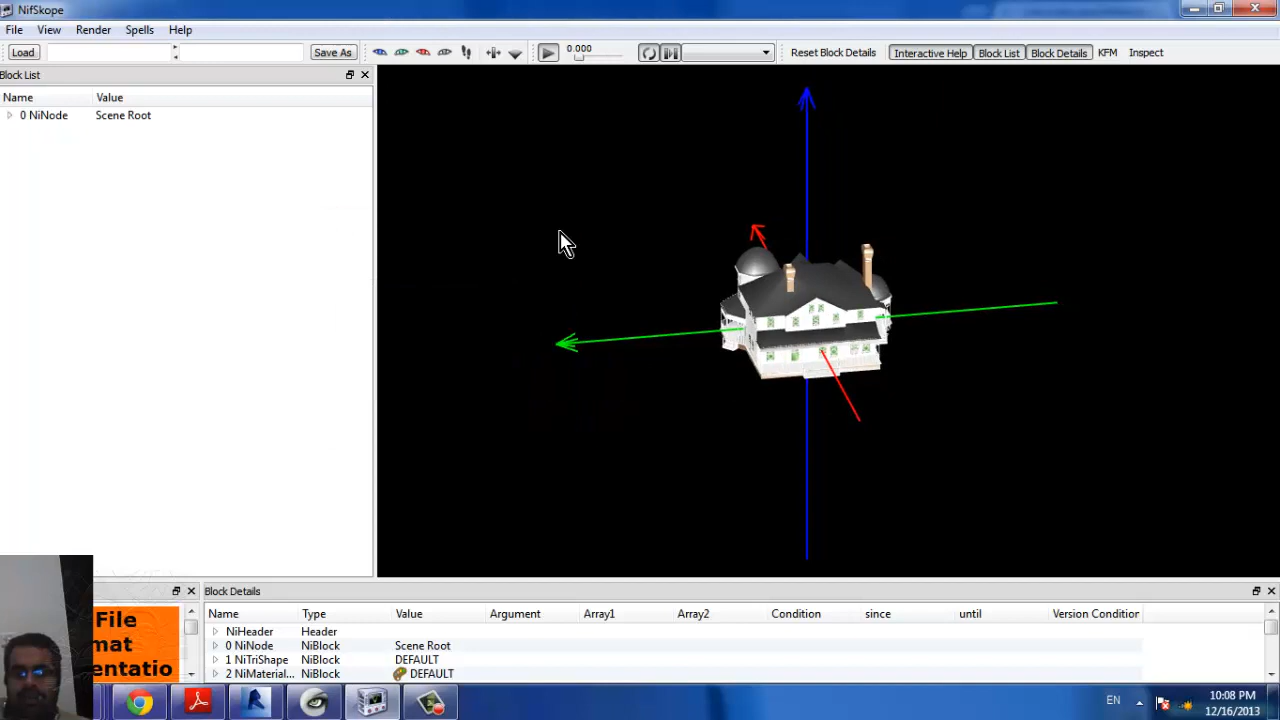 NifSkope
File View Render Spells Help
Load Save As 0.000 Reset Block Details Interactive Help Block List Block Details KFM Inspect
Block List
Name Value
0 NiNode Scene Root
File
mat
entatio
Block Details
Name Type Value Argument Array1 Array2 Condition since until Version Condition
NiHeader Header
0 NiNode NiBlock Scene Root
1 NiTriShape NiBlock DEFAULT
2 NiMaterial... NiBlock DEFAULT
EN 10:08 PM
12/16/2013